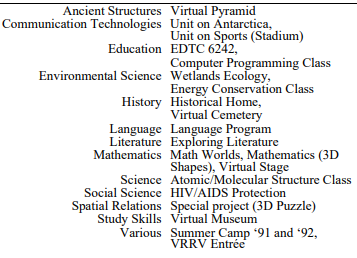 Ancient Structures Virtual Pyramid
Communication Technologies Unit on Antarctica,
Unit on Sports (Stadium)
Education EDTC 6242,
Computer Programming Class
Environmental Science Wetlands Ecology,
Energy Conservation Class
History Historical Home,
Virtual Cemetery
Language Language Program
Literature Exploring Literature
Mathematics Math Worlds, Mathematics (3D
Shapes), Virtual Stage
Science Atomic/Molecular Structure Class
Social Science HIV/AIDS Protection
Spatial Relations Special project (3D Puzzle)
Study Skills Virtual Museum
Various Summer Camp ‘91 and ‘92,
VRRV Entrée